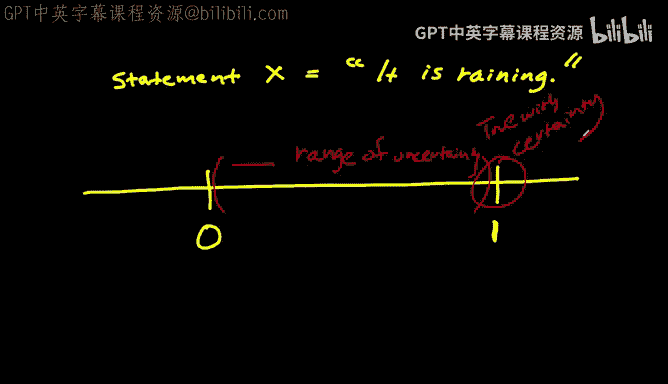 GPT中英字幕课程资源@bilibili.com
GPT中英字幕课程资源 bilibili
Statement X = "It is raining."
True with
certainty
range of uncertainty
0 1